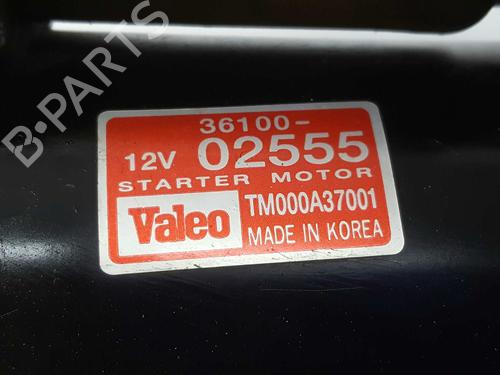 36100-
12V 02555
STARTER MOTOR
Valeo TM000A37001
MADE IN KOREA
B-PARTS